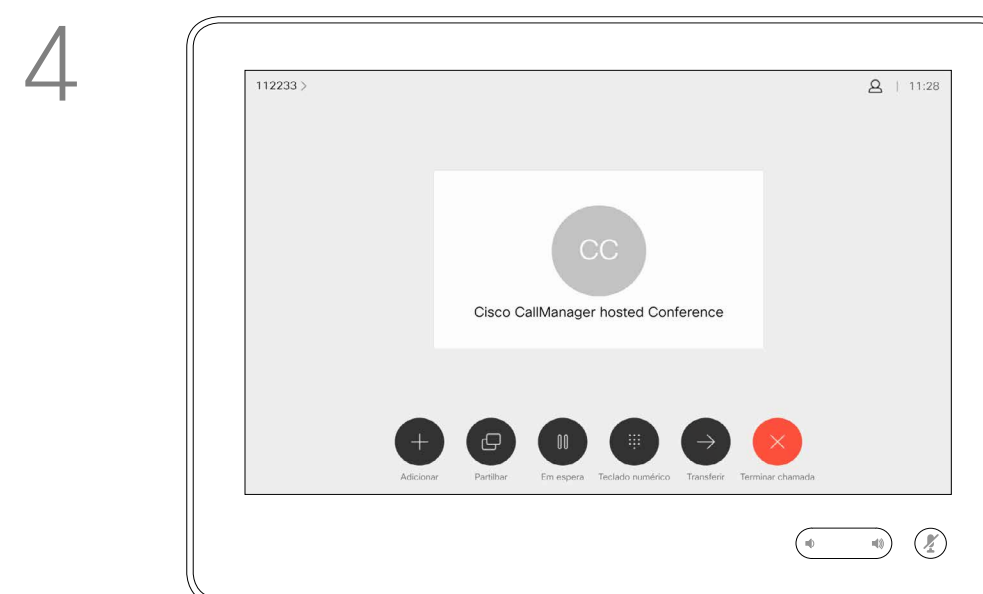 4
112233 >
| 11:28
CC
Cisco CallManager hosted Conference
Adicionar Partilhar Em espera Teclado numérico Transferir Terminar chamada